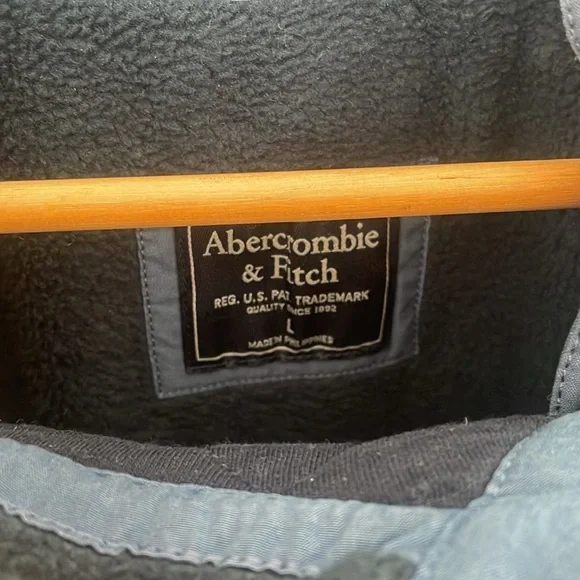 Abercrombie
& Fitch
REG. U.S. PAT. TRADEMARK
QUALITY SINCE 1892
L
MADE IN PHILIPPINES